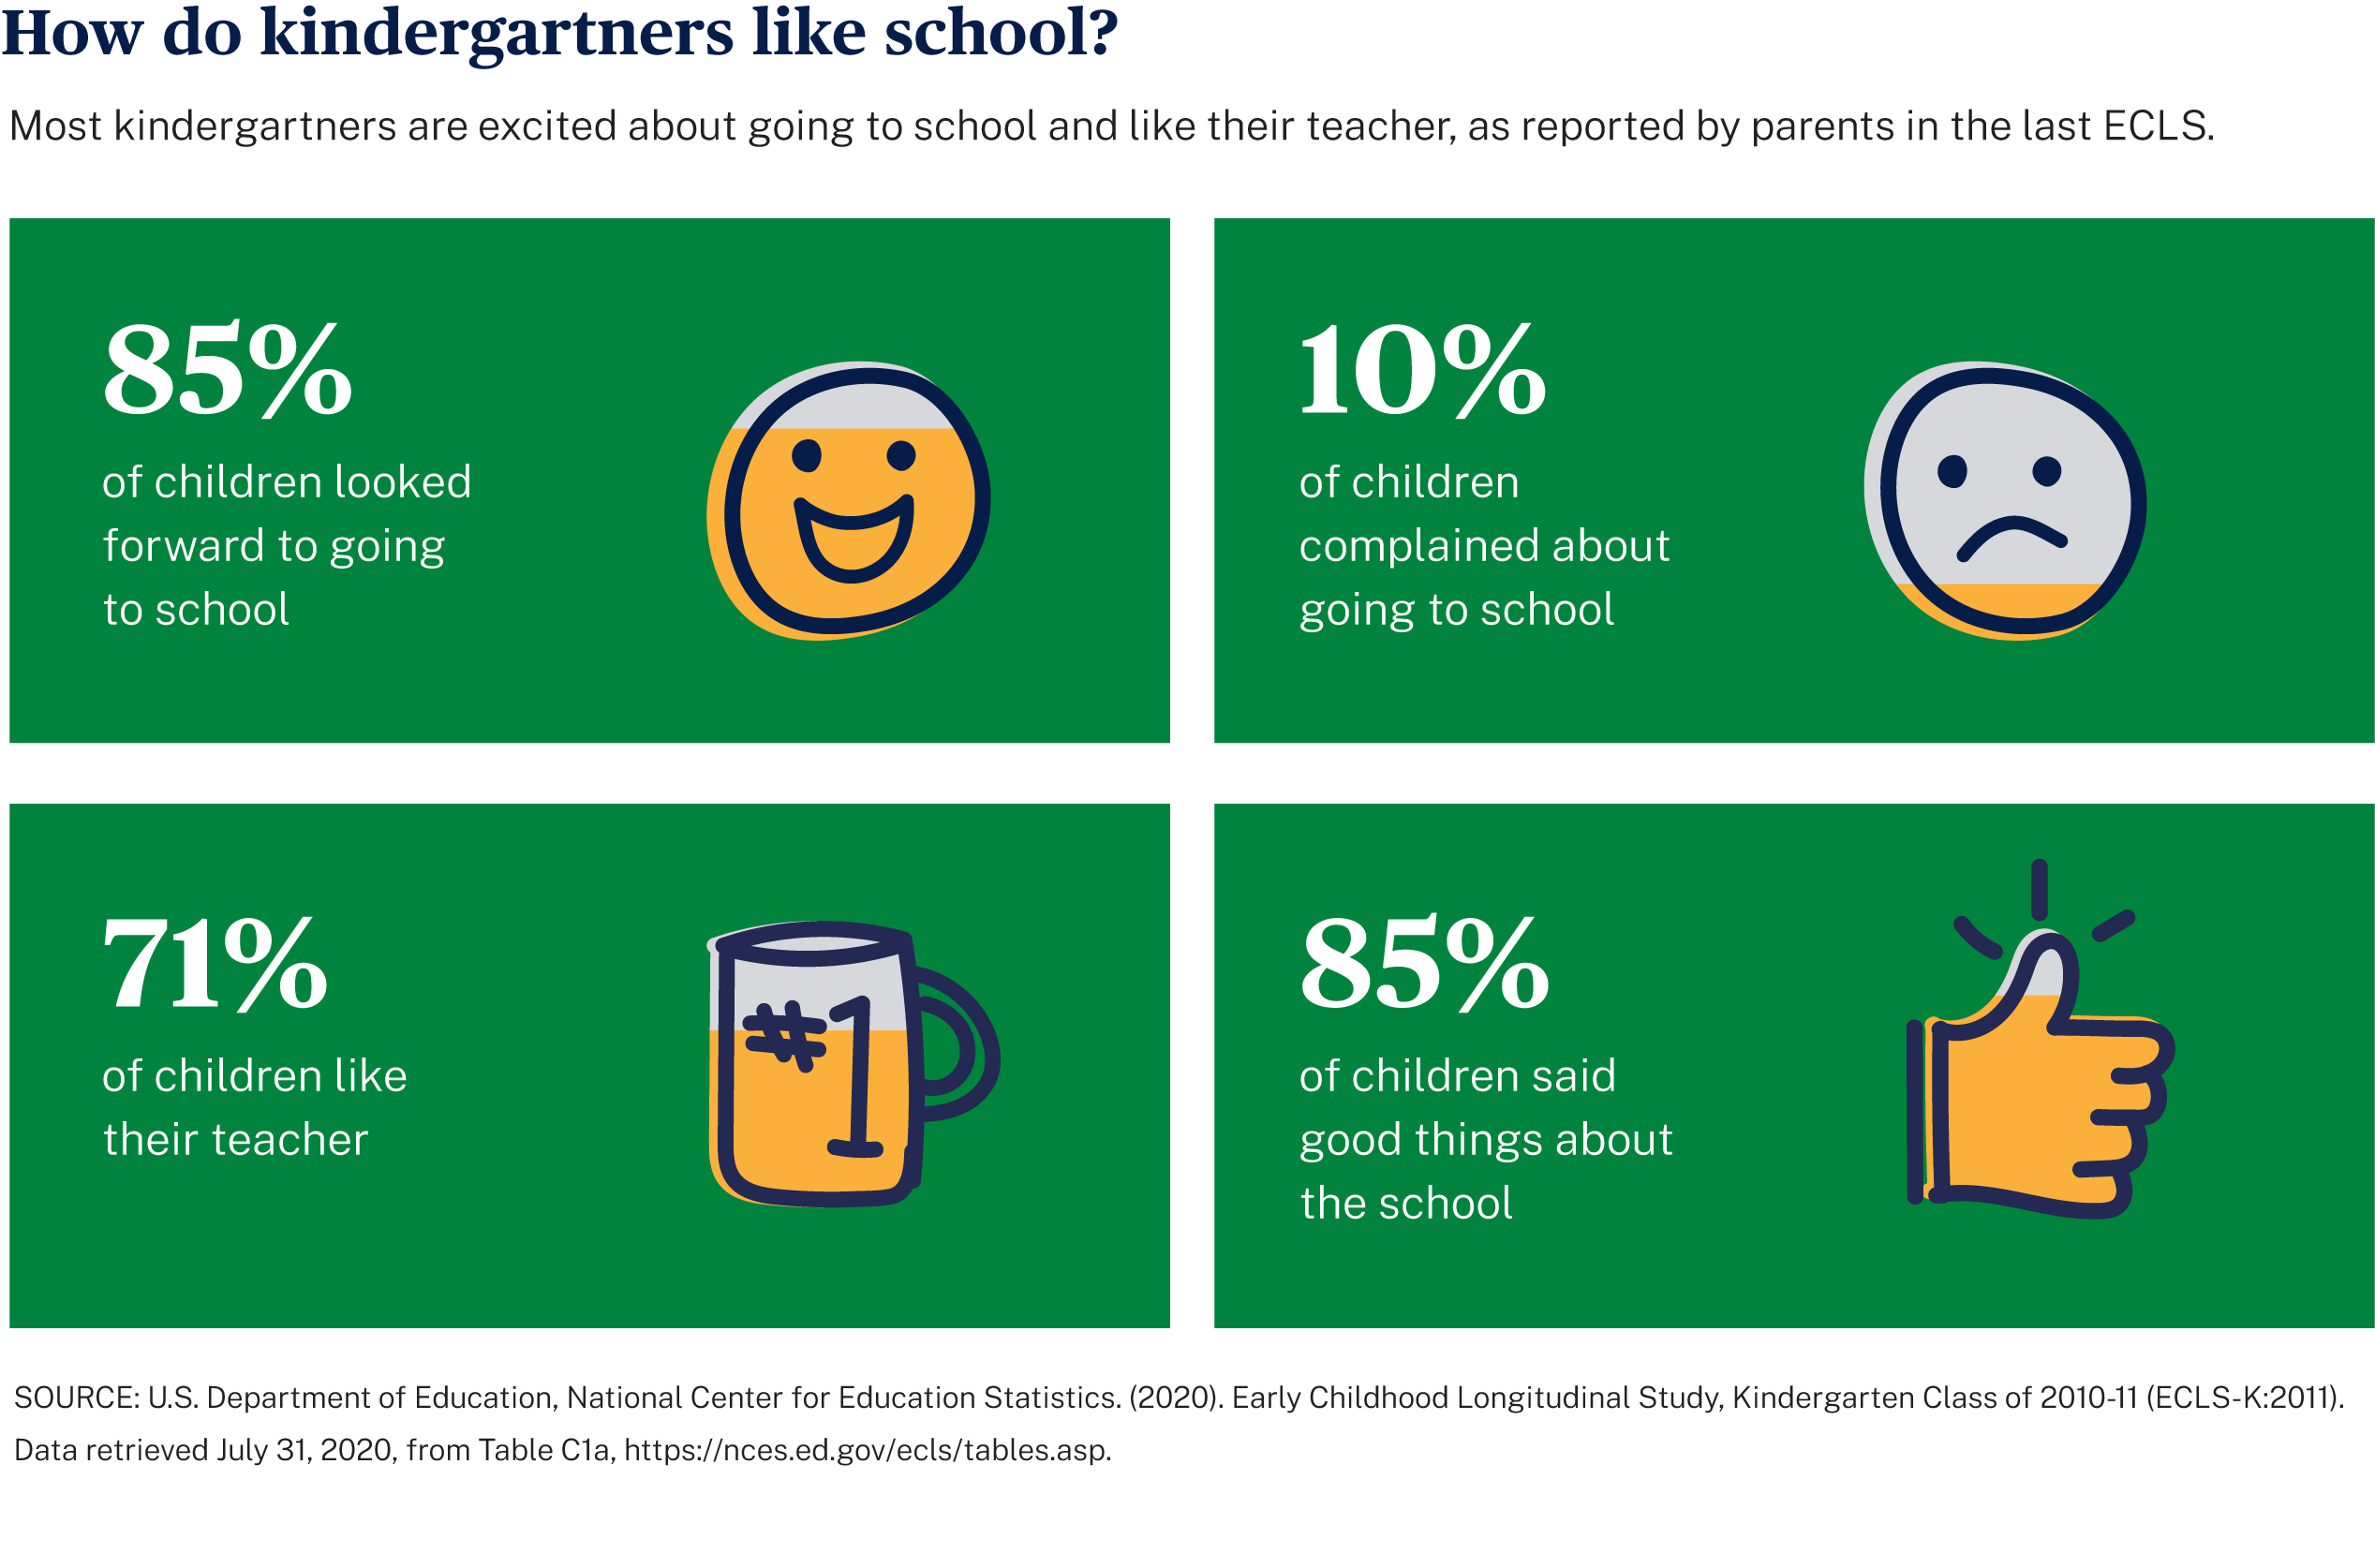 How do kindergartners like school?
Most kindergartners are excited about going to school and like their teacher, as reported by parents in the last ECLS.
85%
of children looked
forward to going
to school
10%
of children
complained about
going to school
71%
of children like
their teacher
#1
85%
of children said
good things about
the school
SOURCE: U.S. Department of Education, National Center for Education Statistics. (2020). Early Childhood Longitudinal Study, Kindergarten Class of 2010-11 (ECLS-K:2011).
Data retrieved July 31, 2020, from Table C1a, https://nces.ed.gov/ecls/tables.asp.